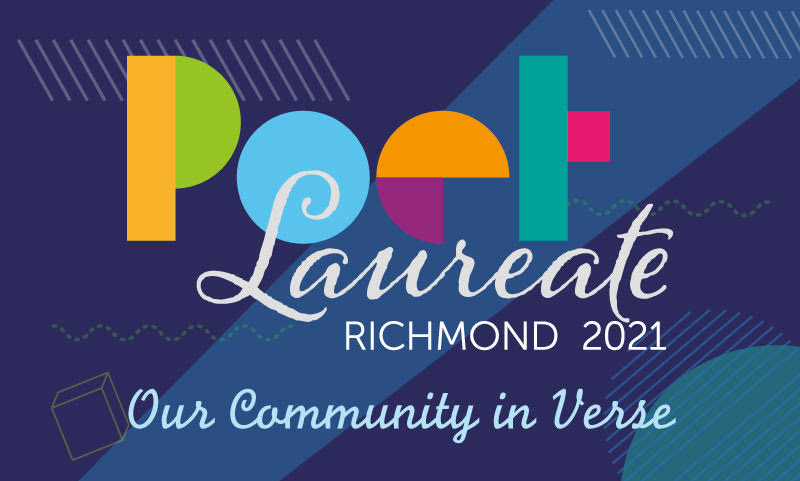 Poet
Laureate
RICHMOND 2021
Our Community in Verse